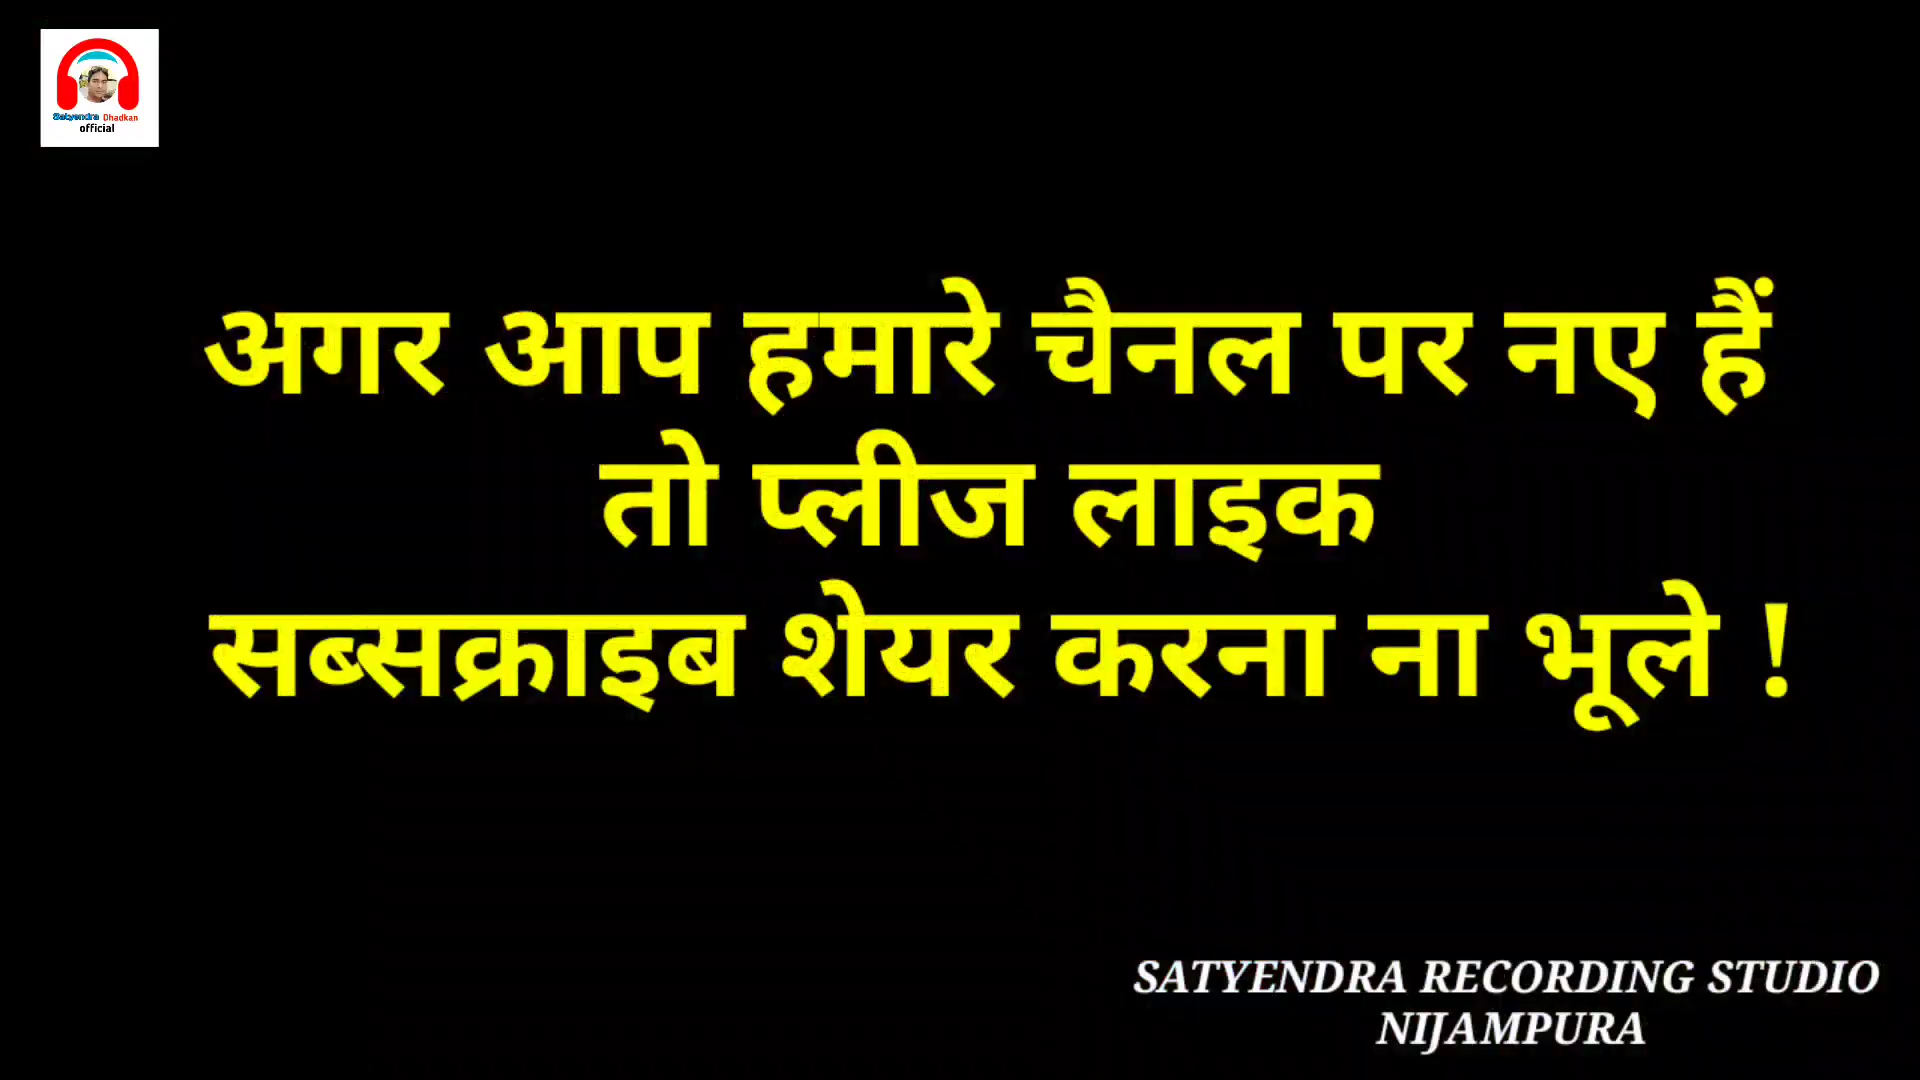 Satyendra Dhadkan
official
अगर आप हमारे चैनल पर नए हैं
तो प्लीज लाइक
सब्सक्राइब शेयर करना ना भूले !
SATYENDRA RECORDING STUDIO
NIJAMPURA